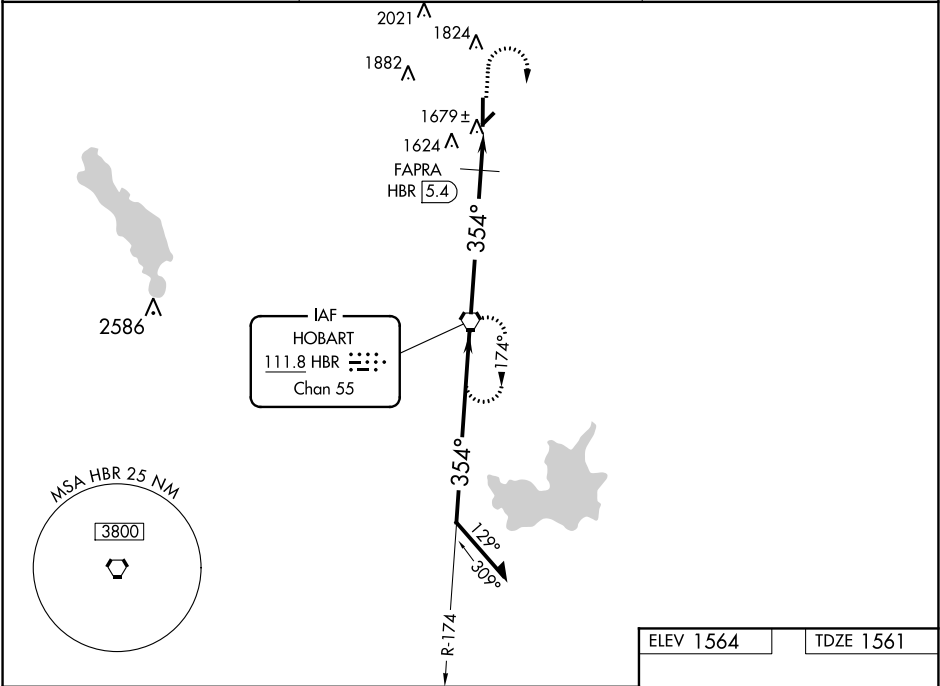 2021
1824
1882
1679 ±
1624
FAPRA
HBR 5.4
354°
2586
IAF
HOBART
111.8 HBR
Chan 55
174°
354°
MSA HBR 25 NM
3800
129°
309°
R-174
ELEV 1564
TDZE 1561